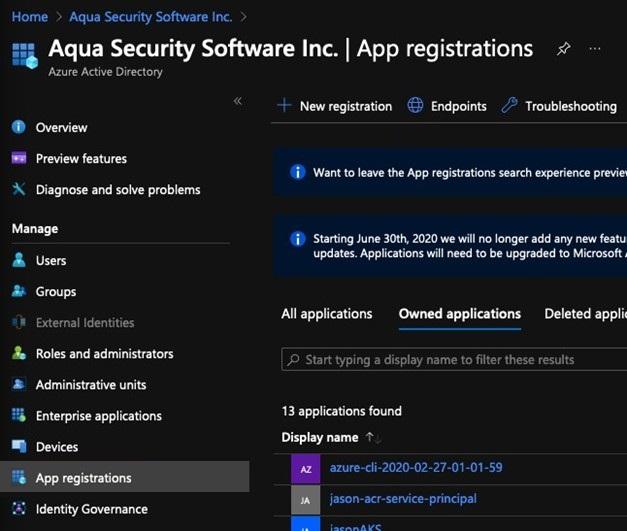 Home > Aqua Security Software Inc. >
Aqua Security Software Inc. | App registrations
Azure Active Directory
Overview
Preview features
Diagnose and solve problems
Manage
Users
Groups
External Identities
Roles and administrators
Administrative units
Enterprise applications
Devices
App registrations
Identity Governance
New registration Endpoints Troubleshooting
Want to leave the App registrations search experience preview
Starting June 30th, 2020 we will no longer add any new featu
updates. Applications will need to be upgraded to Microsoft A
All applications Owned applications Deleted applic
Start typing a display name to filter these results
13 applications found
Display name
AZ azure-cli-2020-02-27-01-01-59
JA jason-acr-service-principal
JA jasonAKS